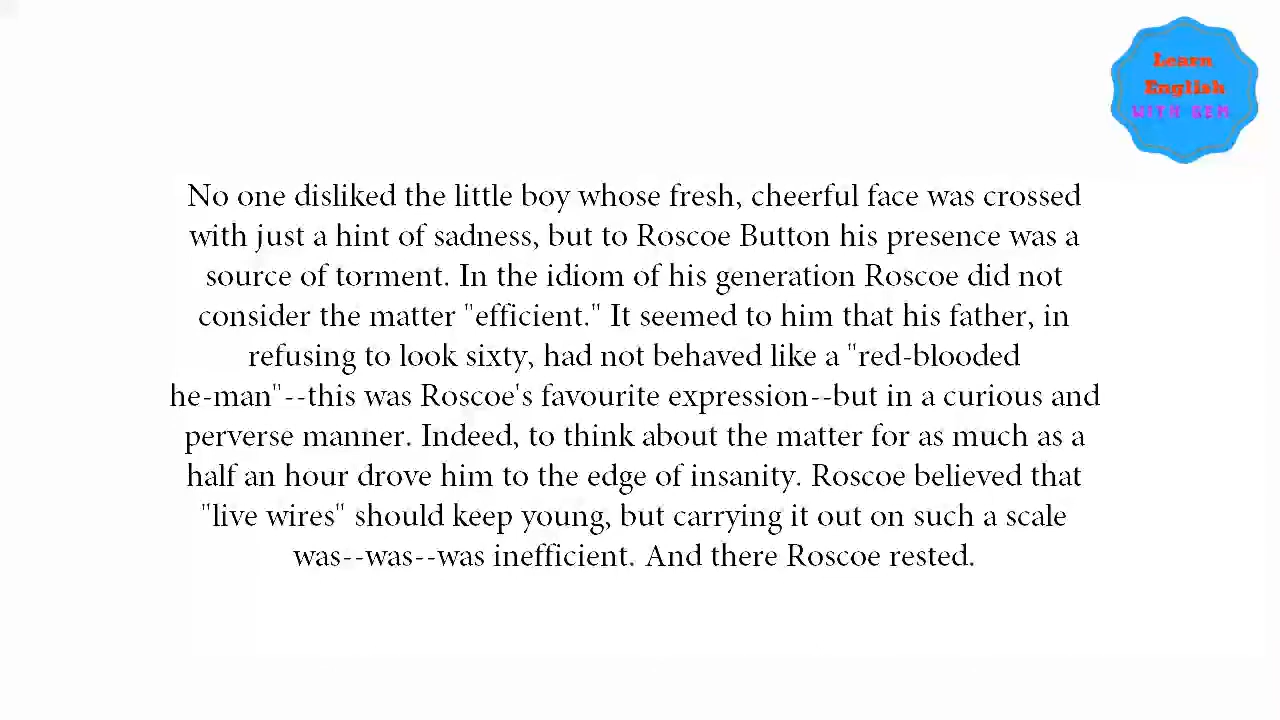 Learn
English
WITH KEN
No one disliked the little boy whose fresh, cheerful face was crossed
with just a hint of sadness, but to Roscoe Button his presence was a
source of torment. In the idiom of his generation Roscoe did not
consider the matter "efficient." It seemed to him that his father, in
refusing to look sixty, had not behaved like a "red-blooded
he-man"--this was Roscoe's favourite expression--but in a curious and
perverse manner. Indeed, to think about the matter for as much as a
half an hour drove him to the edge of insanity. Roscoe believed that
"live wires" should keep young, but carrying it out on such a scale
was--was--was inefficient. And there Roscoe rested.